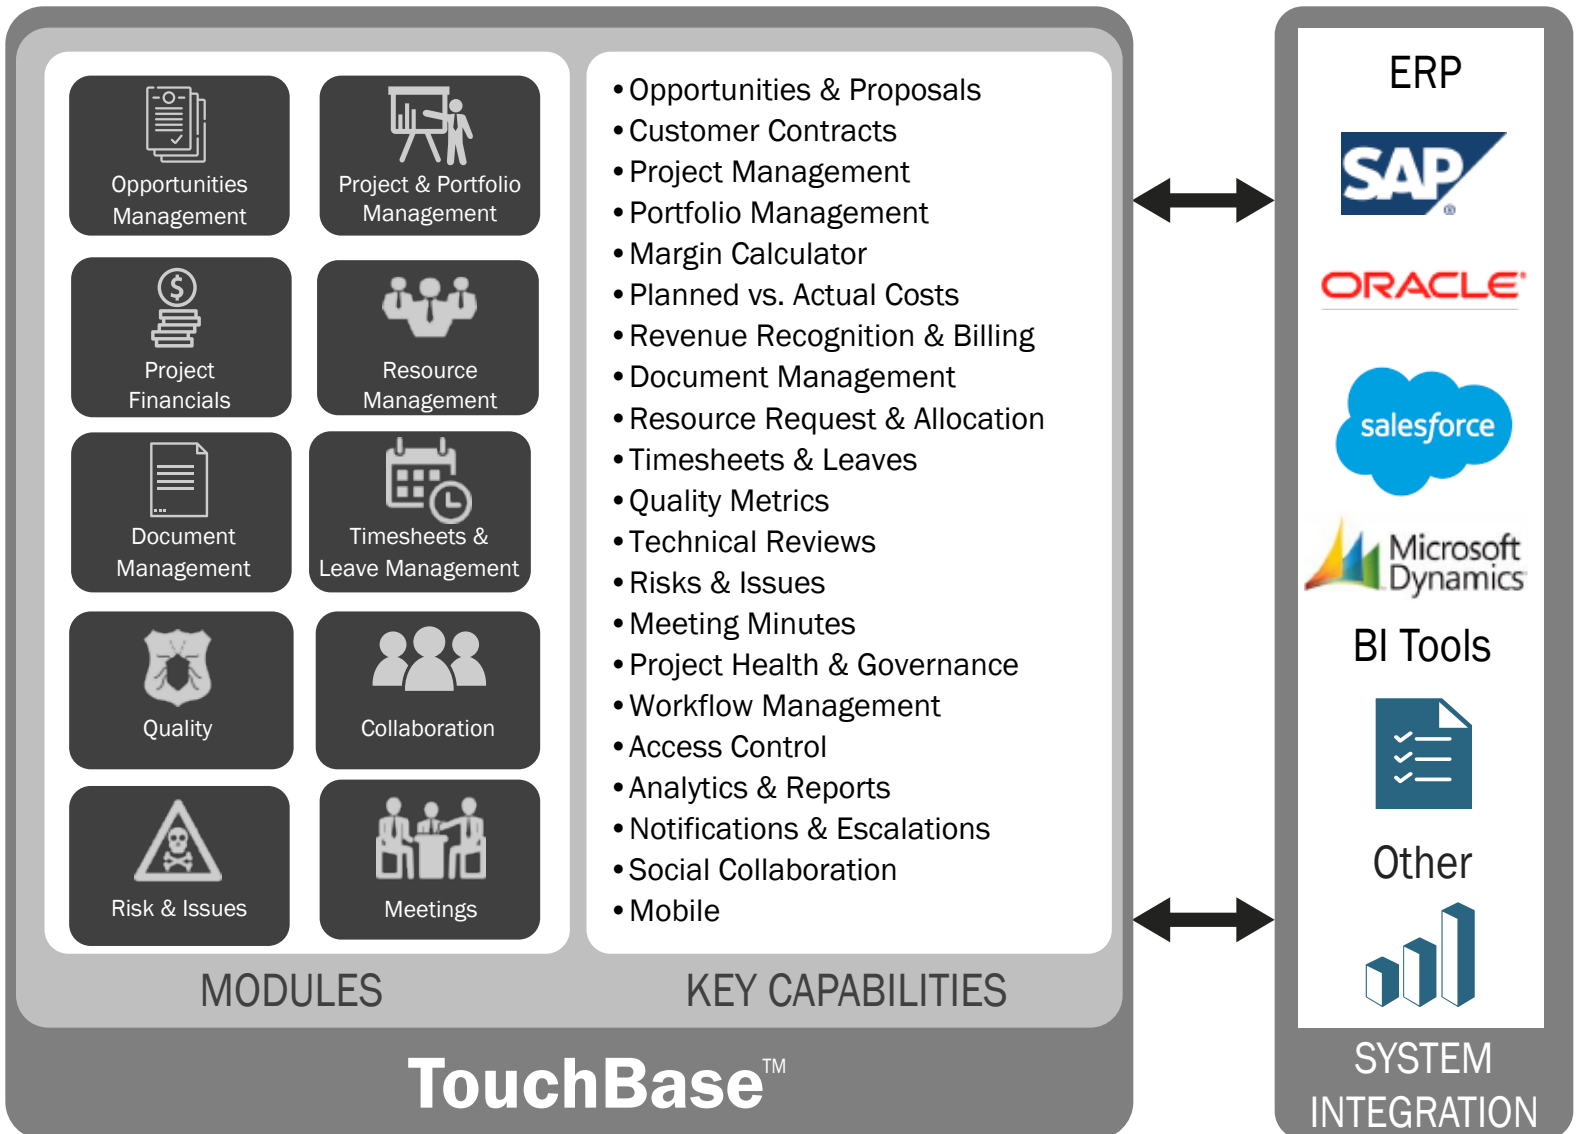 Opportunities
Management
Project & Portfolio
Management
Project
Financials
Resource
Management
Document
Management
Timesheets &
Leave Management
Quality
Collaboration
Risk & Issues
Meetings
MODULES
•Opportunities & Proposals
•Customer Contracts
•Project Management
•Portfolio Management
•Margin Calculator
•Planned vs. Actual Costs
•Revenue Recognition & Billing
•Document Management
•Resource Request & Allocation
•Timesheets & Leaves
•Quality Metrics
•Technical Reviews
•Risks & Issues
•Meeting Minutes
•Project Health & Governance
•Workflow Management
•Access Control
•Analytics & Reports
•Notifications & Escalations
•Social Collaboration
•Mobile
KEY CAPABILITIES
TouchBase™
ERP
SAP®
ORACLE®
salesforce
Microsoft
Dynamics
BI Tools
Other
SYSTEM
INTEGRATION